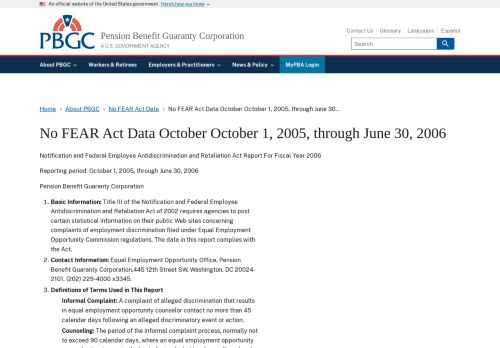 An official website of the United States government Here's how you know
Contact Us Glossary Languages Español
PBGC
Pension Benefit Guaranty Corporation
A U.S. GOVERNMENT AGENCY
Search
About PBGC Workers & Retirees Employers & Practitioners News & Policy MyPBA Login
Home › About PBGC › No FEAR Act Data › No FEAR Act Data October October 1, 2005, through June 30...
No FEAR Act Data October October 1, 2005, through June 30, 2006
Notification and Federal Employee Antidiscrimination and Retaliation Act Report For Fiscal Year 2006
Reporting period: October 1, 2005, through June 30, 2006
Pension Benefit Guaranty Corporation
1. Basic Information: Title III of the Notification and Federal Employee
Antidiscrimination and Retaliation Act of 2002 requires agencies to post
certain statistical information on their public Web sites concerning
complaints of employment discrimination filed under Equal Employment
Opportunity Commission regulations. The data in this report complies with
the Act.
2. Contact Information: Equal Employment Opportunity Office, Pension
Benefit Guaranty Corporation,445 12th Street SW, Washington, DC 20024-
2101, (202) 229-4000 x3345.
3. Definitions of Terms Used in This Report
Informal Complaint: A complaint of alleged discrimination that results
in equal employment opportunity counselor contact no more than 45
calendar days following an alleged discriminatory event or action.
Counseling: The period of the informal complaint process, normally not
to exceed 90 calendar days, where an equal employment opportunity